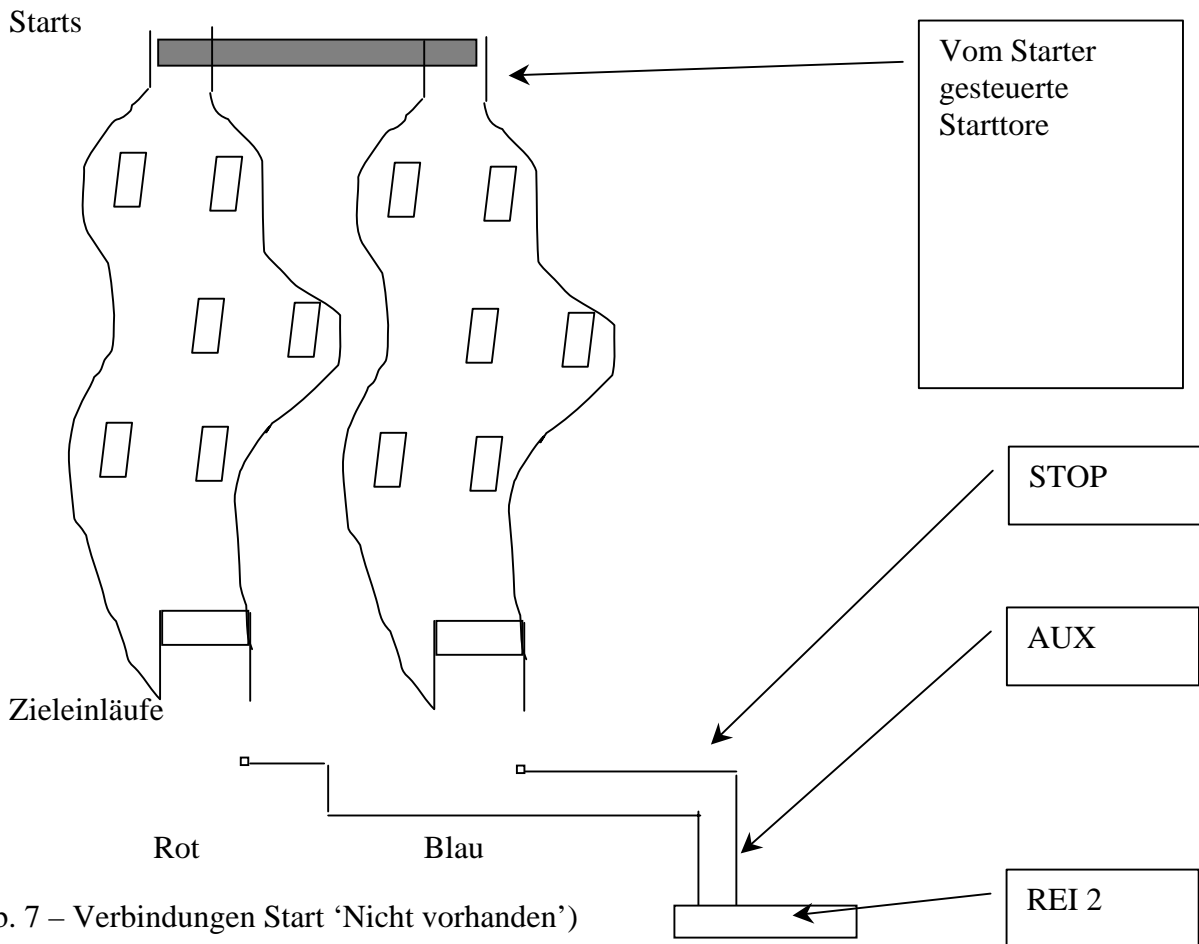 Starts
Vom Starter
gesteuerte
Starttore
STOP
AUX
Zieleinläufe
Rot
Blau
REI 2
b. 7 – Verbindungen Start ‘Nicht vorhanden’)